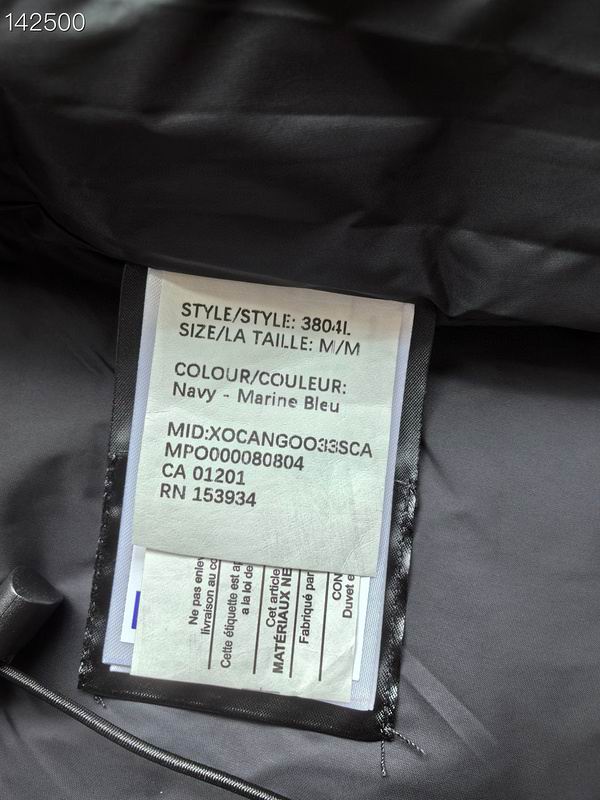 142500
STYLE/STYLE: 3804L
SIZE/LA TAILLE: M/M
COLOUR/COULEUR:
Navy - Marine Bleu
MID:XOCANGOO33SCA
MPO000080804
CA 01201
RN 153934
Ne pas enlev
livraison au co
Cette étiquette est ap
a la loi de
Cet article
MATÉRIAUX NE
Fabriqué par
CON
Duvet e